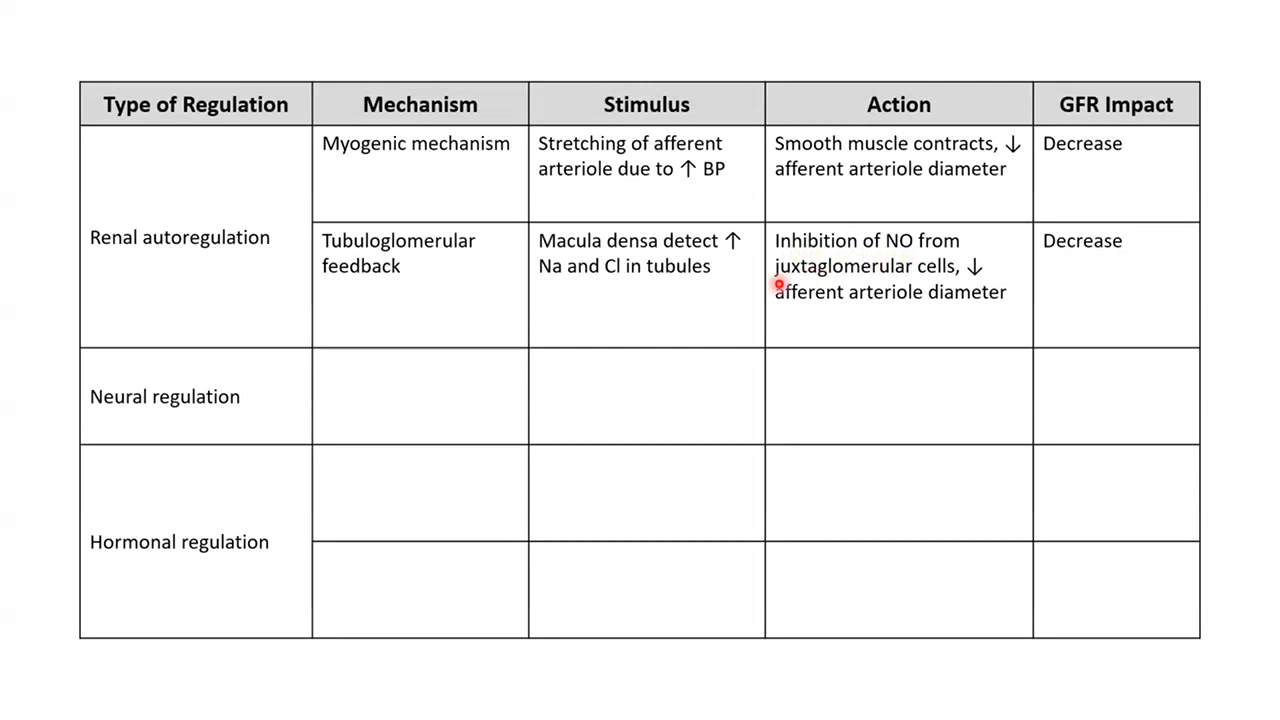 Type of Regulation
Mechanism
Stimulus
Action
GFR Impact
Renal autoregulation
Myogenic mechanism
Stretching of afferent
arteriole due to ↑ BP
Smooth muscle contracts, ↓
afferent arteriole diameter
Decrease
Tubuloglomerular
feedback
Macula densa detect ↑
Na and Cl in tubules
Inhibition of NO from
juxtaglomerular cells, ↓
afferent arteriole diameter
Decrease
Neural regulation
Hormonal regulation